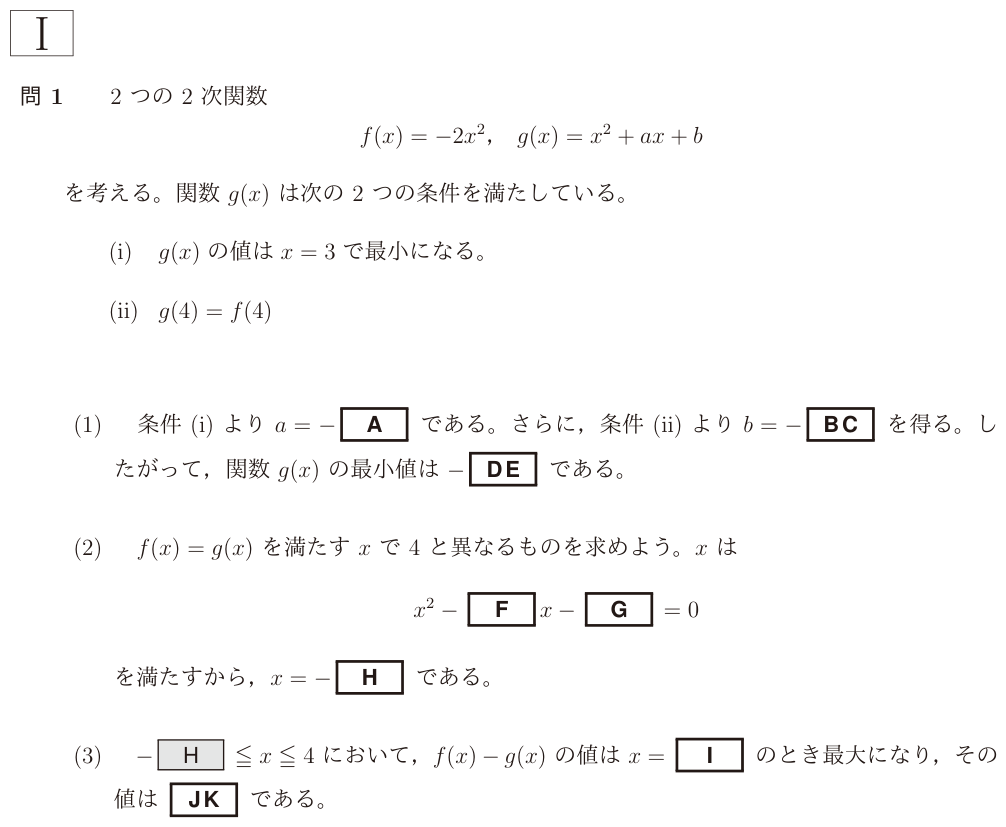 I
問 1 2 つの 2 次関数
f(x) = −2x², g(x) = x² + ax + b
を考える。関数 g(x) は次の 2 つの条件を満たしている。
(i) g(x) の値は x = 3 で最小になる。
(ii) g(4) = f(4)
(1) 条件 (i) より a = − A である。さらに，条件 (ii) より b = − BC を得る。し
たがって，関数 g(x) の最小値は − DE である。
(2) f(x) = g(x) を満たす x で 4 と異なるものを求めよう。x は
x² − F x − G = 0
を満たすから，x = − H である。
(3) − H ≦ x ≦ 4 において，f(x) − g(x) の値は x = I のとき最大になり，その
値は JK である。